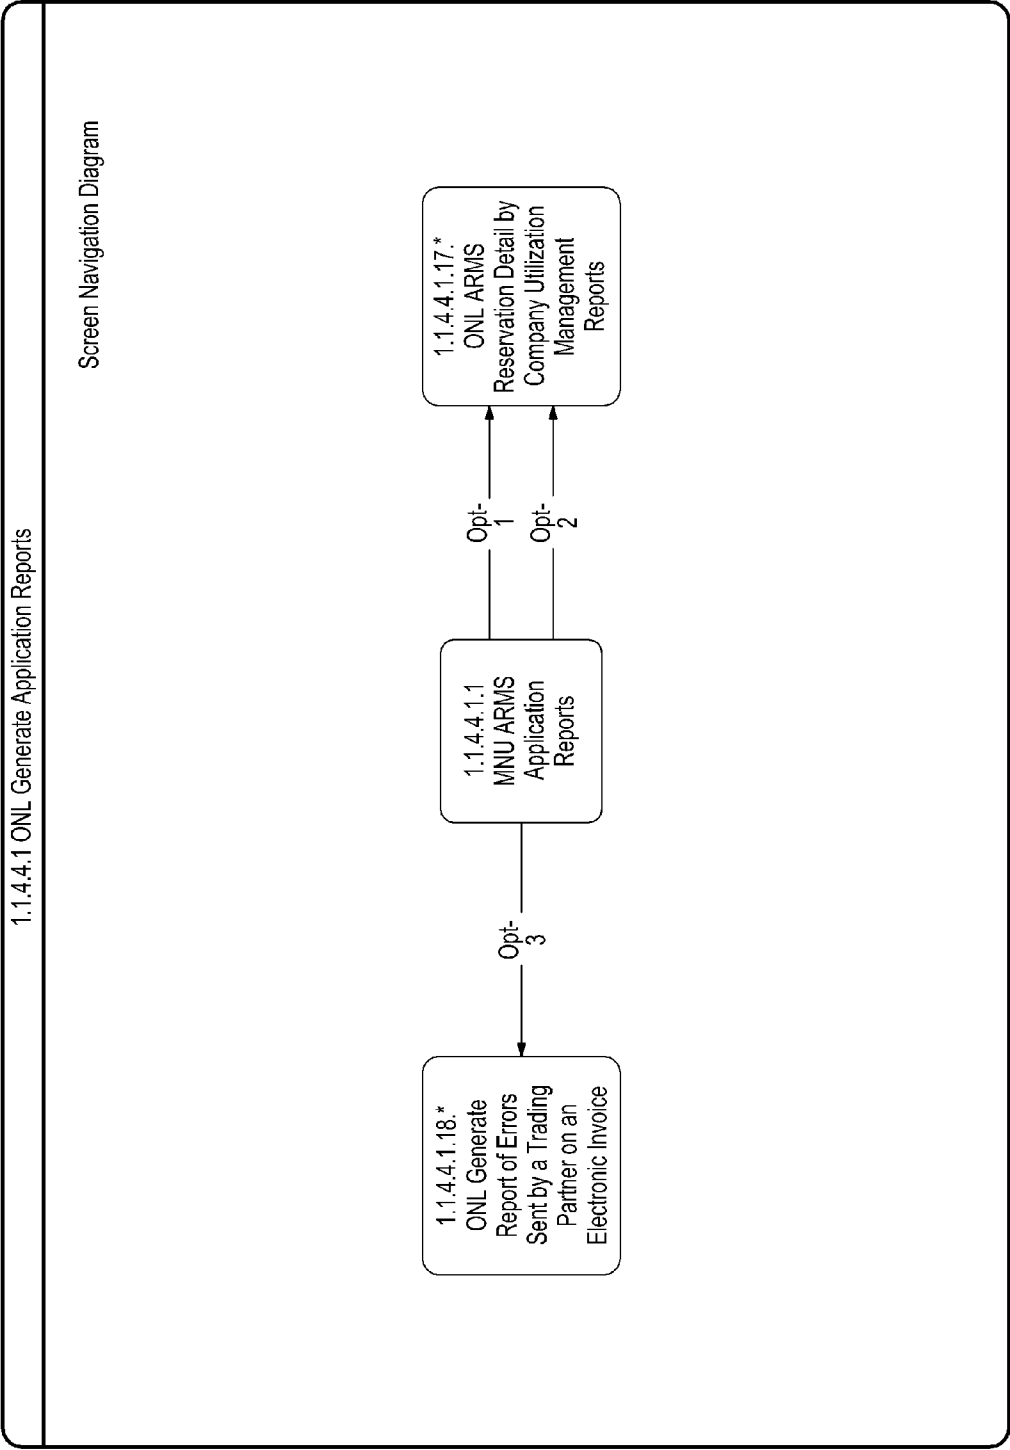 1.1.4.4.1 ONL Generate Application Reports
Screen Navigation Diagram
1.1.4.4.1.18.*
ONL Generate
Report of Errors
Sent by a Trading
Partner on an
Electronic Invoice
Opt-
3
1.1.4.4.1.1
MNU ARMS
Application
Reports
Opt-
1
Opt-
2
1.1.4.4.1.17.*
ONL ARMS
Reservation Detail by
Company Utilization
Management
Reports